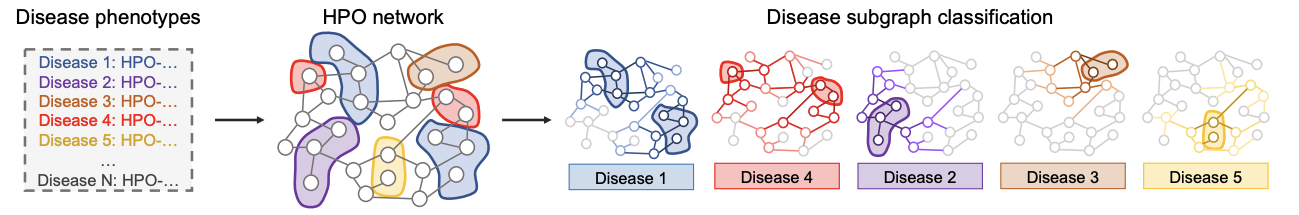 Disease phenotypes
HPO network
Disease subgraph classification
Disease 1: HPO-...
Disease 2: HPO-...
Disease 3: HPO-...
Disease 4: HPO-...
Disease 5: HPO-...
...
Disease N: HPO-...
Disease 1
Disease 4
Disease 2
Disease 3
Disease 5